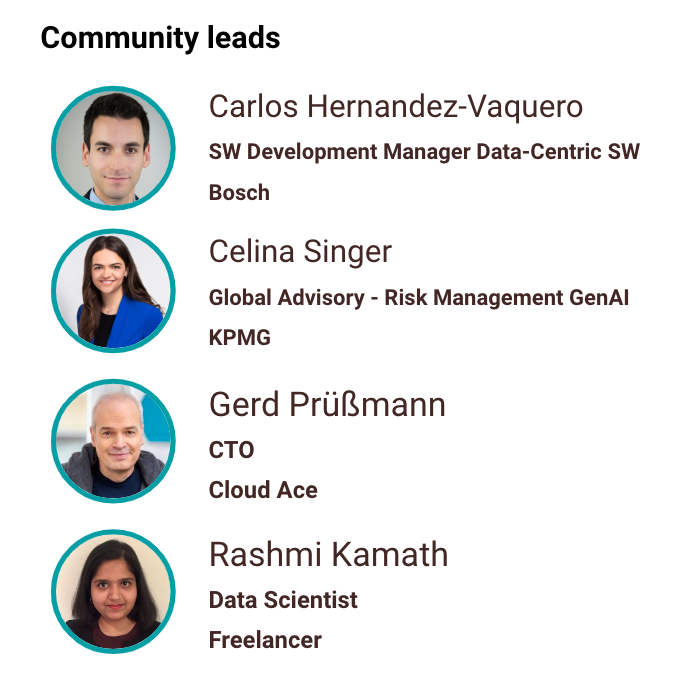 Community leads
Carlos Hernandez-Vaquero
SW Development Manager Data-Centric SW
Bosch
Celina Singer
Global Advisory - Risk Management GenAI
KPMG
Gerd Prüßmann
CTO
Cloud Ace
Rashmi Kamath
Data Scientist
Freelancer